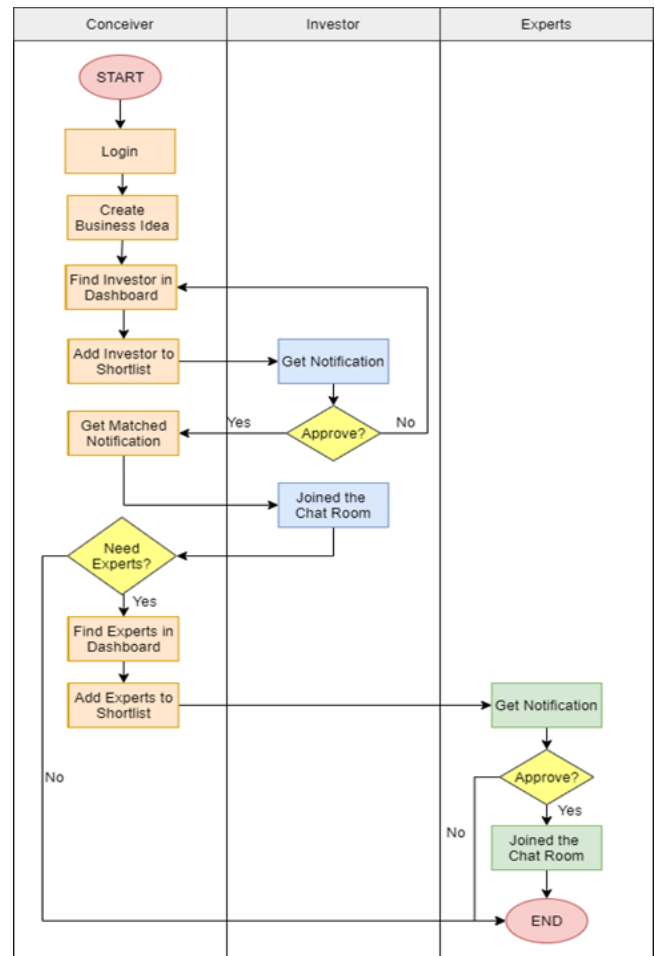 Conceiver
Investor
Experts
START
Login
Create
Business Idea
Find Investor in
Dashboard
Add Investor to
Shortlist
Get Notification
Get Matched
Notification
Yes
Approve?
No
Joined the
Chat Room
Need
Experts?
Yes
Find Experts in
Dashboard
Add Experts to
Shortlist
Get Notification
No
Approve?
Yes
No
Joined the
Chat Room
END